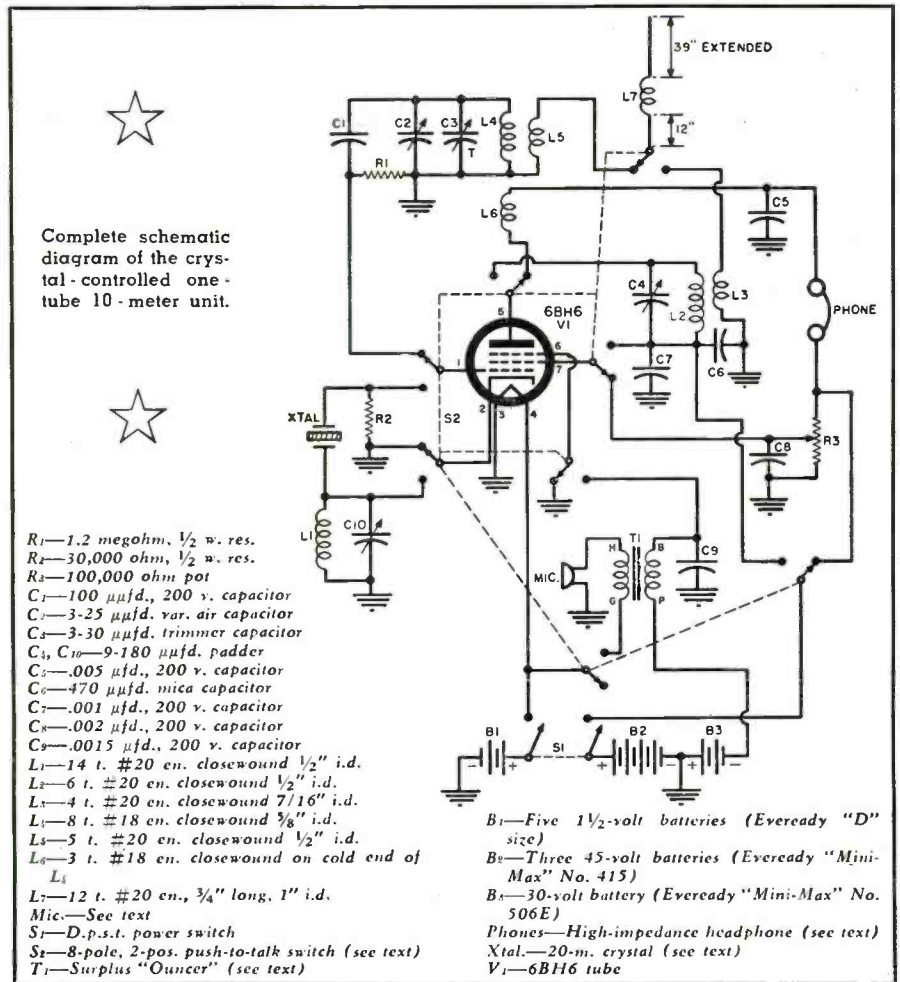 39" EXTENDED
L7
12"
C1
C2
C3
T
L4
L5
R1
L6
C5
Complete schematic
diagram of the crys-
tal - controlled one -
tube 10 - meter unit.
5
6BH6
V1
C4
L2
L3
PHONE
6
7
1
C7
C6
XTAL
R2
2
3
4
S2
C8
R3
L1
C10
MIC.
H
T1
B
C9
G
P
B1
S1
B2
B3
+
+
-
+
-
R1—1.2 megohm, ½ w. res.
R2—30,000 ohm, ½ w. res.
R3—100,000 ohm pot
C1—100 μμfd., 200 v. capacitor
C2—3-25 μμfd. var. air capacitor
C3—3-30 μμfd. trimmer capacitor
C4, C10—9-180 μμfd. padder
C5—.005 μfd., 200 v. capacitor
C6—470 μμfd. mica capacitor
C7—.001 μfd., 200 v. capacitor
C8—.002 μfd., 200 v. capacitor
C9—.0015 μfd., 200 v. capacitor
L1—14 t. #20 en. closewound ½" i.d.
L2—6 t. #20 en. closewound ½" i.d.
L3—4 t. #20 en. closewound 7/16" i.d.
L4—8 t. #18 en. closewound ⅝" i.d.
L5—5 t. #20 en. closewound ½" i.d.
L6—3 t. #18 en. closewound on cold end of
L4
L7—12 t. #20 en., ¾" long, 1" i.d.
Mic.—See text
S1—D.p.s.t. power switch
S2—8-pole, 2-pos. push-to-talk switch (see text)
T1—Surplus "Ouncer" (see text)
B1—Five 1½-volt batteries (Eveready "D"
size)
B2—Three 45-volt batteries (Eveready "Mini-
Max" No. 415)
B3—30-volt battery (Eveready "Mini-Max" No.
506E)
Phones—High-impedance headphone (see text)
Xtal.—20-m. crystal (see text)
V1—6BH6 tube